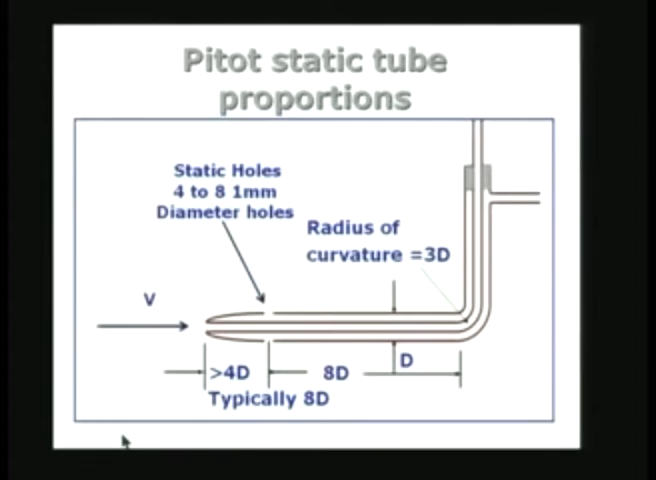 Pitot static tube
proportions
Static Holes
4 to 8 1mm
Diameter holes
Radius of
curvature =3D
V
D
>4D
8D
Typically 8D